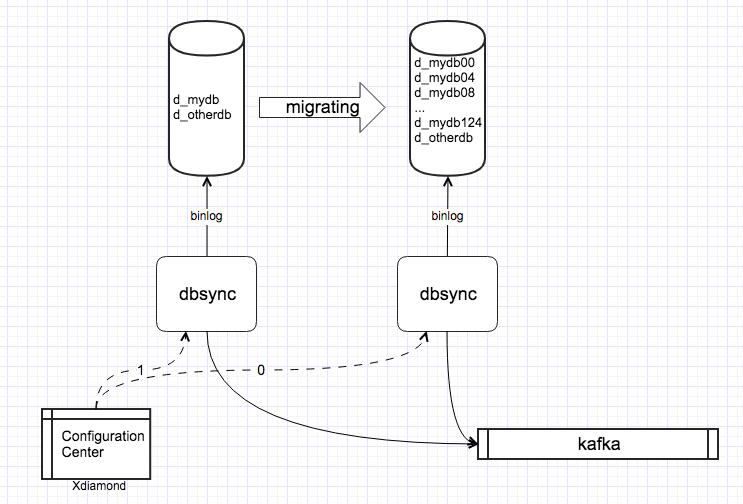 d_mydb
d_otherdb
migrating
d_mydb00
d_mydb04
d_mydb08
...
d_mydb124
d_otherdb
binlog
binlog
dbsync
dbsync
1
0
Configuration
Center
Xdiamond
kafka